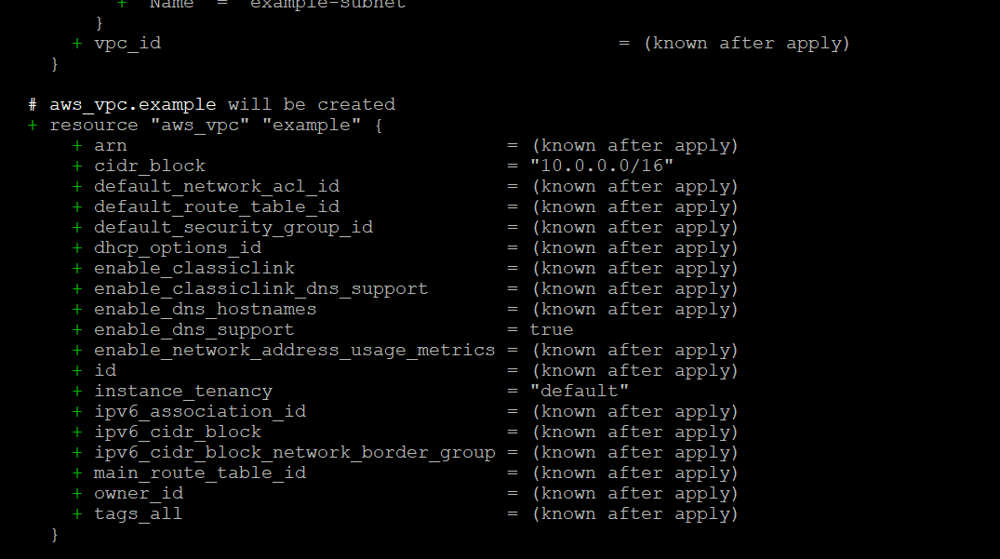 + "Name" = "example-subnet"
}
+ vpc_id = (known after apply)
}
# aws_vpc.example will be created
+ resource "aws_vpc" "example" {
+ arn = (known after apply)
+ cidr_block = "10.0.0.0/16"
+ default_network_acl_id = (known after apply)
+ default_route_table_id = (known after apply)
+ default_security_group_id = (known after apply)
+ dhcp_options_id = (known after apply)
+ enable_classiclink = (known after apply)
+ enable_classiclink_dns_support = (known after apply)
+ enable_dns_hostnames = (known after apply)
+ enable_dns_support = true
+ enable_network_address_usage_metrics = (known after apply)
+ id = (known after apply)
+ instance_tenancy = "default"
+ ipv6_association_id = (known after apply)
+ ipv6_cidr_block = (known after apply)
+ ipv6_cidr_block_network_border_group = (known after apply)
+ main_route_table_id = (known after apply)
+ owner_id = (known after apply)
+ tags_all = (known after apply)
}